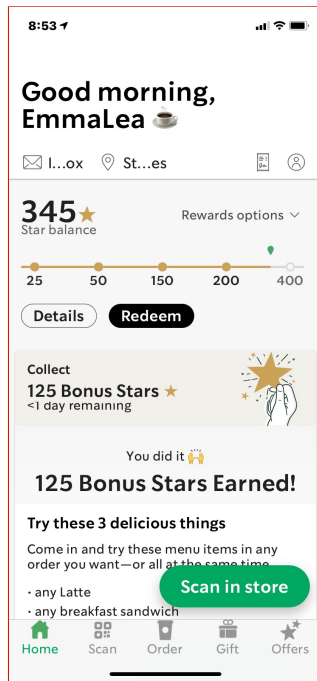 8:53
Good morning,
EmmaLea ☕
I...ox St...es
345★
Star balance
Rewards options
25 50 150 200 400
Details Redeem
Collect
125 Bonus Stars ★
<1 day remaining
You did it 🙌
125 Bonus Stars Earned!
Try these 3 delicious things
Come in and try these menu items in any
order you want—or all at the same time.
• any Latte
Scan in store
• any breakfast sandwich
Home Scan Order Gift Offers